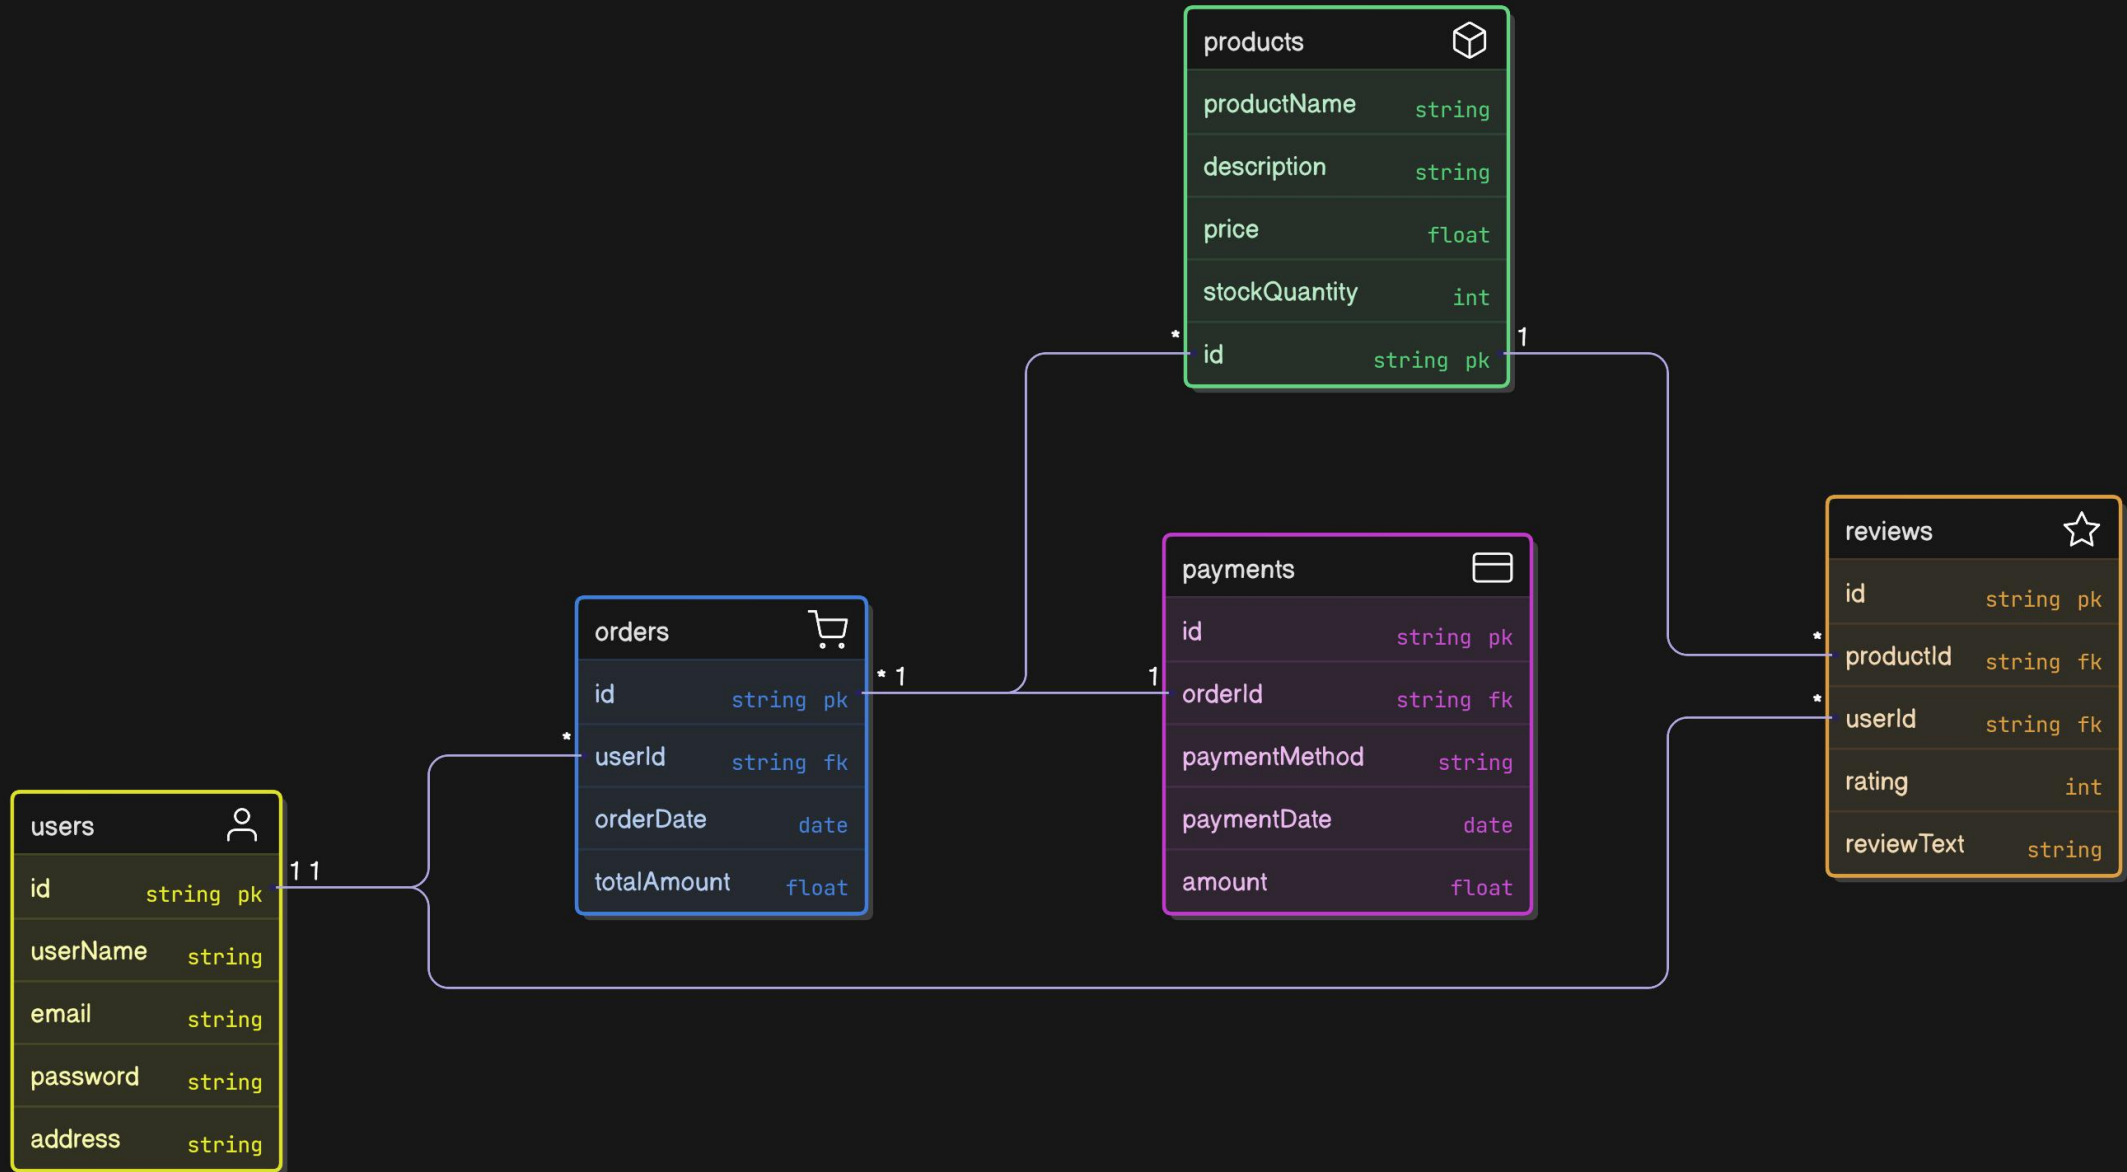 products
productName string
description string
price float
stockQuantity int
* id string pk 1
reviews
id string pk
* productId string fk
* userId string fk
rating int
reviewText string
payments
id string pk
1 orderId string fk
paymentMethod string
paymentDate date
amount float
orders
id string pk * 1
* userId string fk
orderDate date
totalAmount float
users
id string pk 1 1
userName string
email string
password string
address string